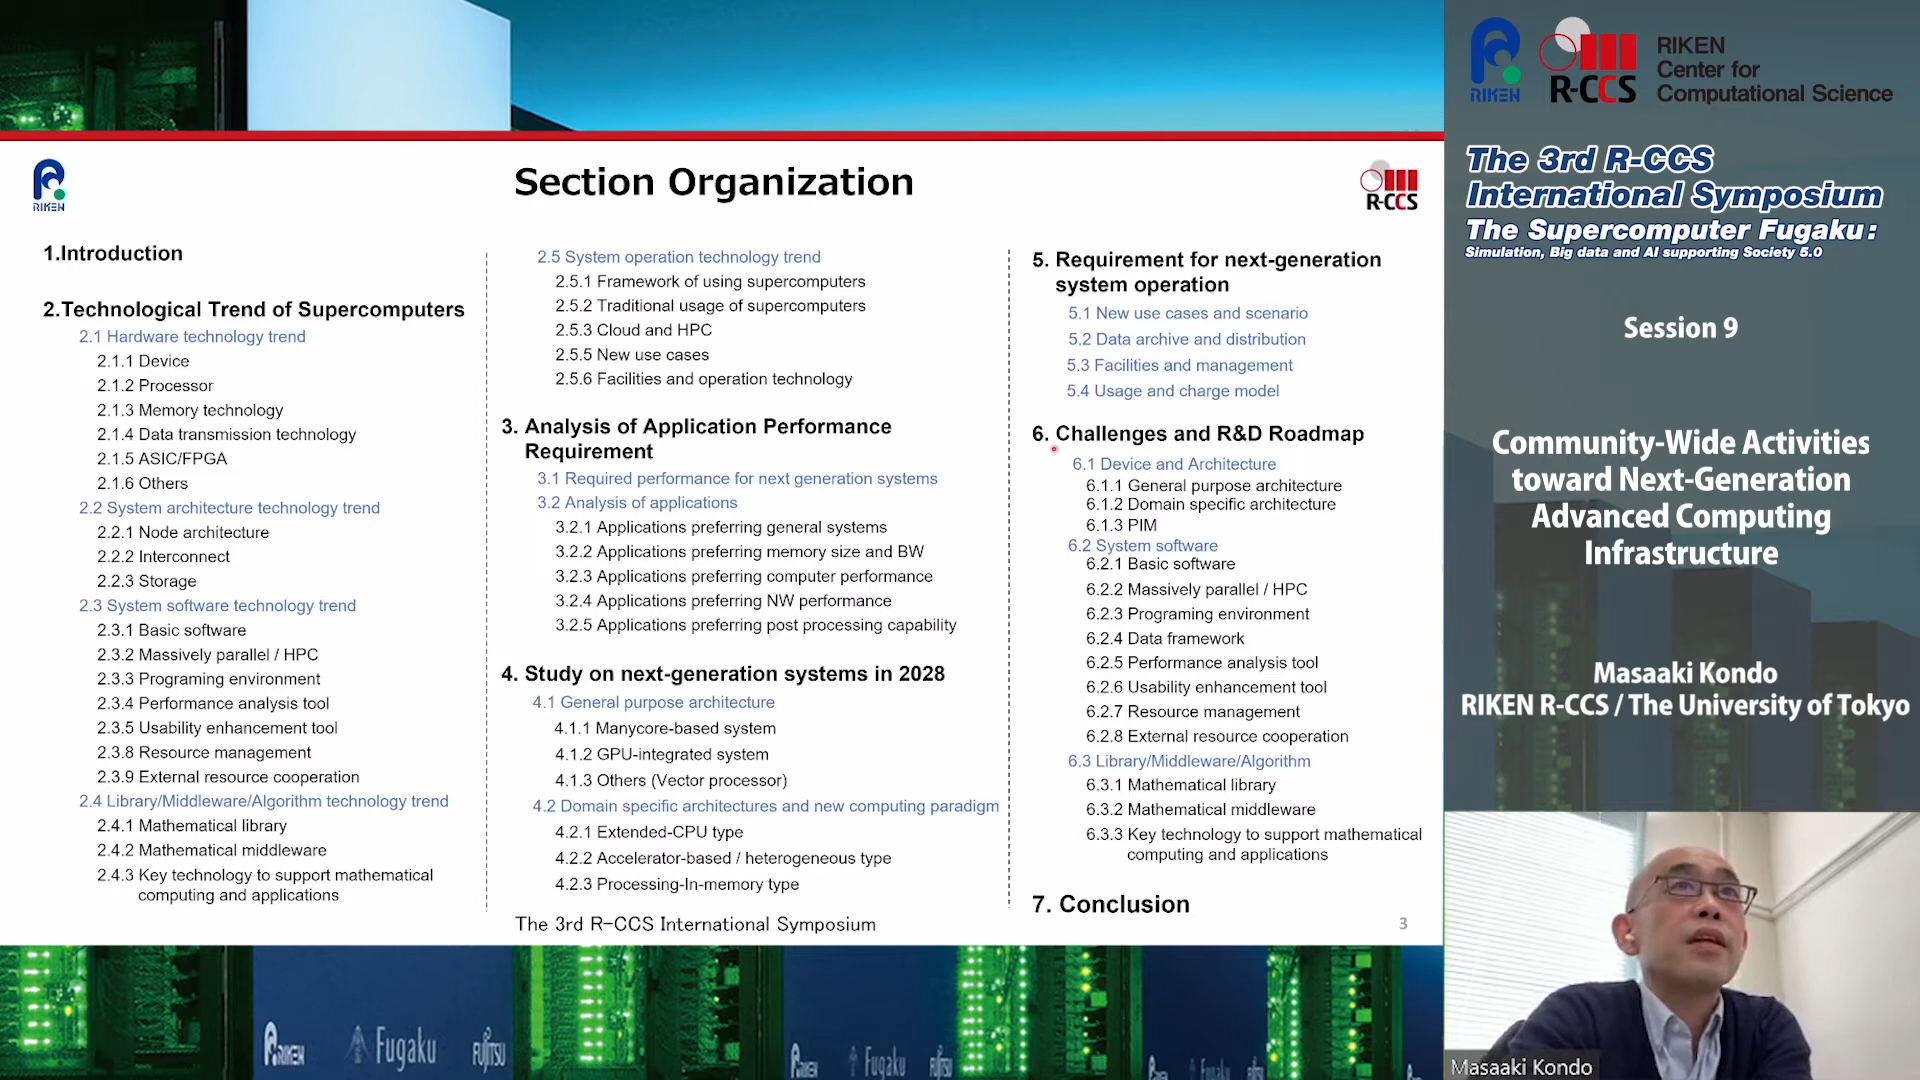 Section Organization
RIKEN
R-CCS
1.Introduction
2.Technological Trend of Supercomputers
2.1 Hardware technology trend
2.1.1 Device
2.1.2 Processor
2.1.3 Memory technology
2.1.4 Data transmission technology
2.1.5 ASIC/FPGA
2.1.6 Others
2.2 System architecture technology trend
2.2.1 Node architecture
2.2.2 Interconnect
2.2.3 Storage
2.3 System software technology trend
2.3.1 Basic software
2.3.2 Massively parallel / HPC
2.3.3 Programing environment
2.3.4 Performance analysis tool
2.3.5 Usability enhancement tool
2.3.8 Resource management
2.3.9 External resource cooperation
2.4 Library/Middleware/Algorithm technology trend
2.4.1 Mathematical library
2.4.2 Mathematical middleware
2.4.3 Key technology to support mathematical
computing and applications
2.5 System operation technology trend
2.5.1 Framework of using supercomputers
2.5.2 Traditional usage of supercomputers
2.5.3 Cloud and HPC
2.5.5 New use cases
2.5.6 Facilities and operation technology
3. Analysis of Application Performance
Requirement
3.1 Required performance for next generation systems
3.2 Analysis of applications
3.2.1 Applications preferring general systems
3.2.2 Applications preferring memory size and BW
3.2.3 Applications preferring computer performance
3.2.4 Applications preferring NW performance
3.2.5 Applications preferring post processing capability
4. Study on next-generation systems in 2028
4.1 General purpose architecture
4.1.1 Manycore-based system
4.1.2 GPU-integrated system
4.1.3 Others (Vector processor)
4.2 Domain specific architectures and new computing paradigm
4.2.1 Extended-CPU type
4.2.2 Accelerator-based / heterogeneous type
4.2.3 Processing-In-memory type
5. Requirement for next-generation
system operation
5.1 New use cases and scenario
5.2 Data archive and distribution
5.3 Facilities and management
5.4 Usage and charge model
6. Challenges and R&D Roadmap
6.1 Device and Architecture
6.1.1 General purpose architecture
6.1.2 Domain specific architecture
6.1.3 PIM
6.2 System software
6.2.1 Basic software
6.2.2 Massively parallel / HPC
6.2.3 Programing environment
6.2.4 Data framework
6.2.5 Performance analysis tool
6.2.6 Usability enhancement tool
6.2.7 Resource management
6.2.8 External resource cooperation
6.3 Library/Middleware/Algorithm
6.3.1 Mathematical library
6.3.2 Mathematical middleware
6.3.3 Key technology to support mathematical
computing and applications
7. Conclusion
The 3rd R-CCS International Symposium
3
RIKEN
Fugaku
FUJITSU
RIKEN
Fugaku
FUJITSU
RIKEN
Fugaku
RIKEN
R-CCS
RIKEN
Center for
Computational Science
The 3rd R-CCS
International Symposium
The Supercomputer Fugaku :
Simulation, Big data and AI supporting Society 5.0
Session 9
Community-Wide Activities
toward Next-Generation
Advanced Computing
Infrastructure
Masaaki Kondo
RIKEN R-CCS / The University of Tokyo
Masaaki Kondo